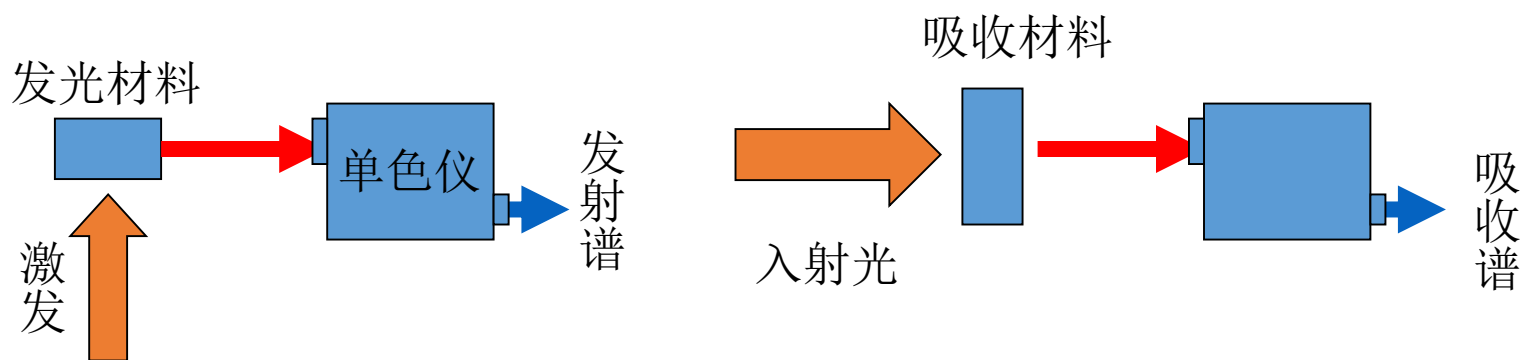 发光材料
单色仪
激发
发射谱
吸收材料
入射光
吸收谱